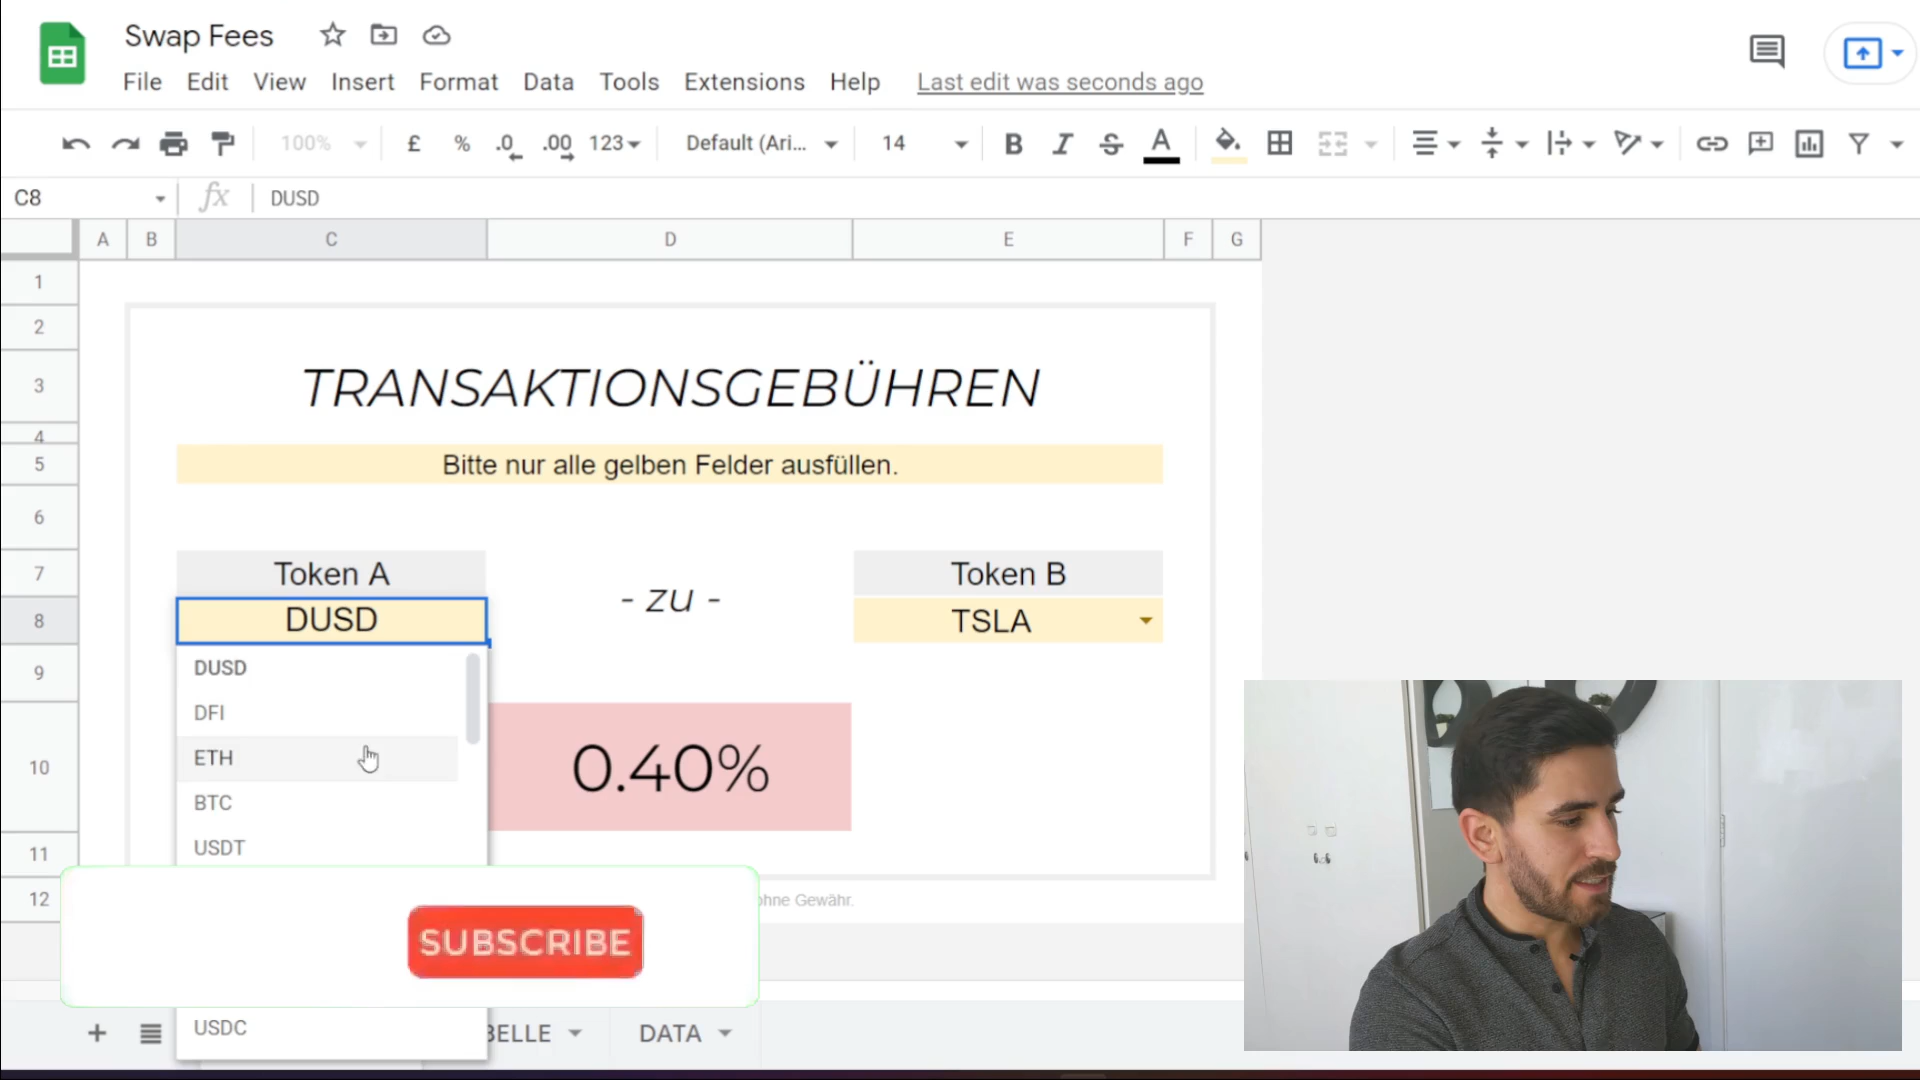 Swap Fees
File Edit View Insert Format Data Tools Extensions Help Last edit was seconds ago
100% £ % .0 .00 123 Default (Ari... 14 B I S A
C8 fx DUSD
A B C D E F G
1
2
3 TRANSAKTIONSGEBÜHREN
4
5 Bitte nur alle gelben Felder ausfüllen.
6
7 Token A - zu - Token B
8 DUSD TSLA
9 DUSD
DFI
10 ETH 0.40%
BTC
11 USDT
12 ohne Gewähr.
SUBSCRIBE
USDC BELLE DATA